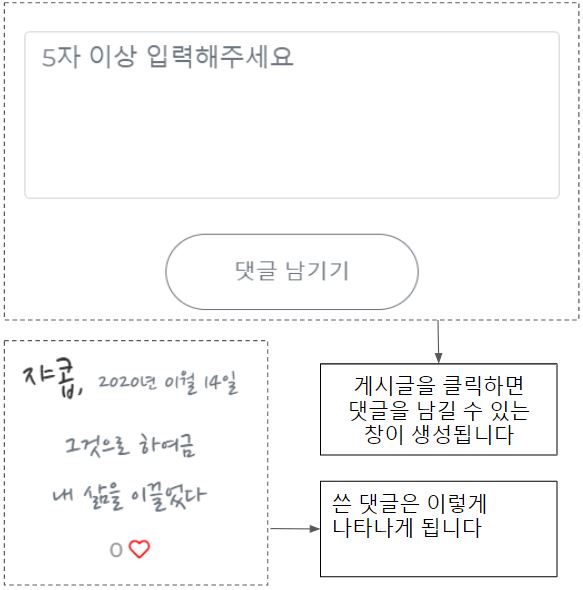 5자 이상 입력해주세요
댓글 남기기
쟈콥, 2020년 01월 14일
그것으로 하여금
내 삶을 이끌었다
0
게시글을 클릭하면
댓글을 남길 수 있는
창이 생성됩니다
쓴 댓글은 이렇게
나타나게 됩니다